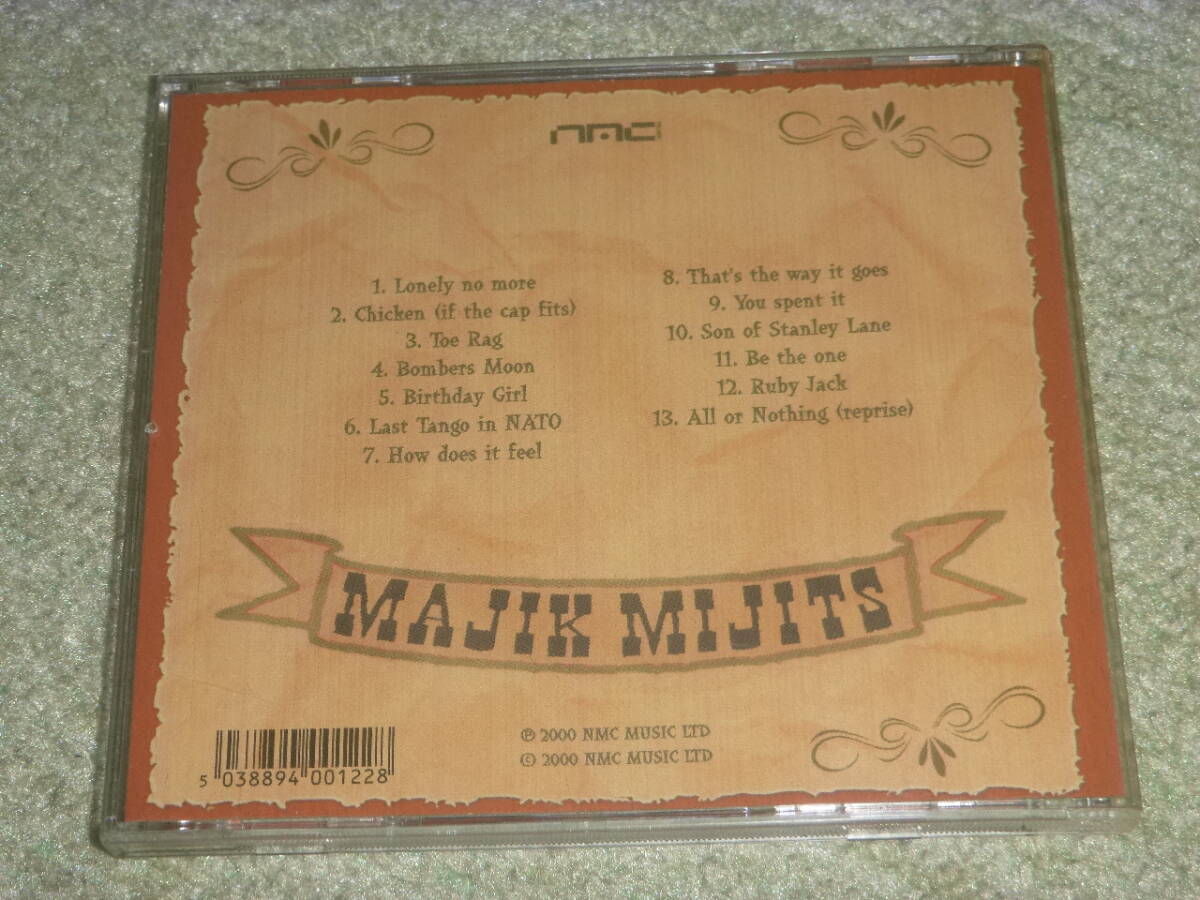 nmc
1. Lonely no more
2. Chicken (if the cap fits)
3. Toe Rag
4. Bombers Moon
5. Birthday Girl
6. Last Tango in NATO
7. How does it feel
8. That's the way it goes
9. You spent it
10. Son of Stanley Lane
11. Be the one
12. Ruby Jack
13. All or Nothing (reprise)
MAJIK MIJITS
℗ 2000 NMC MUSIC LTD
© 2000 NMC MUSIC LTD
5 038894 001228